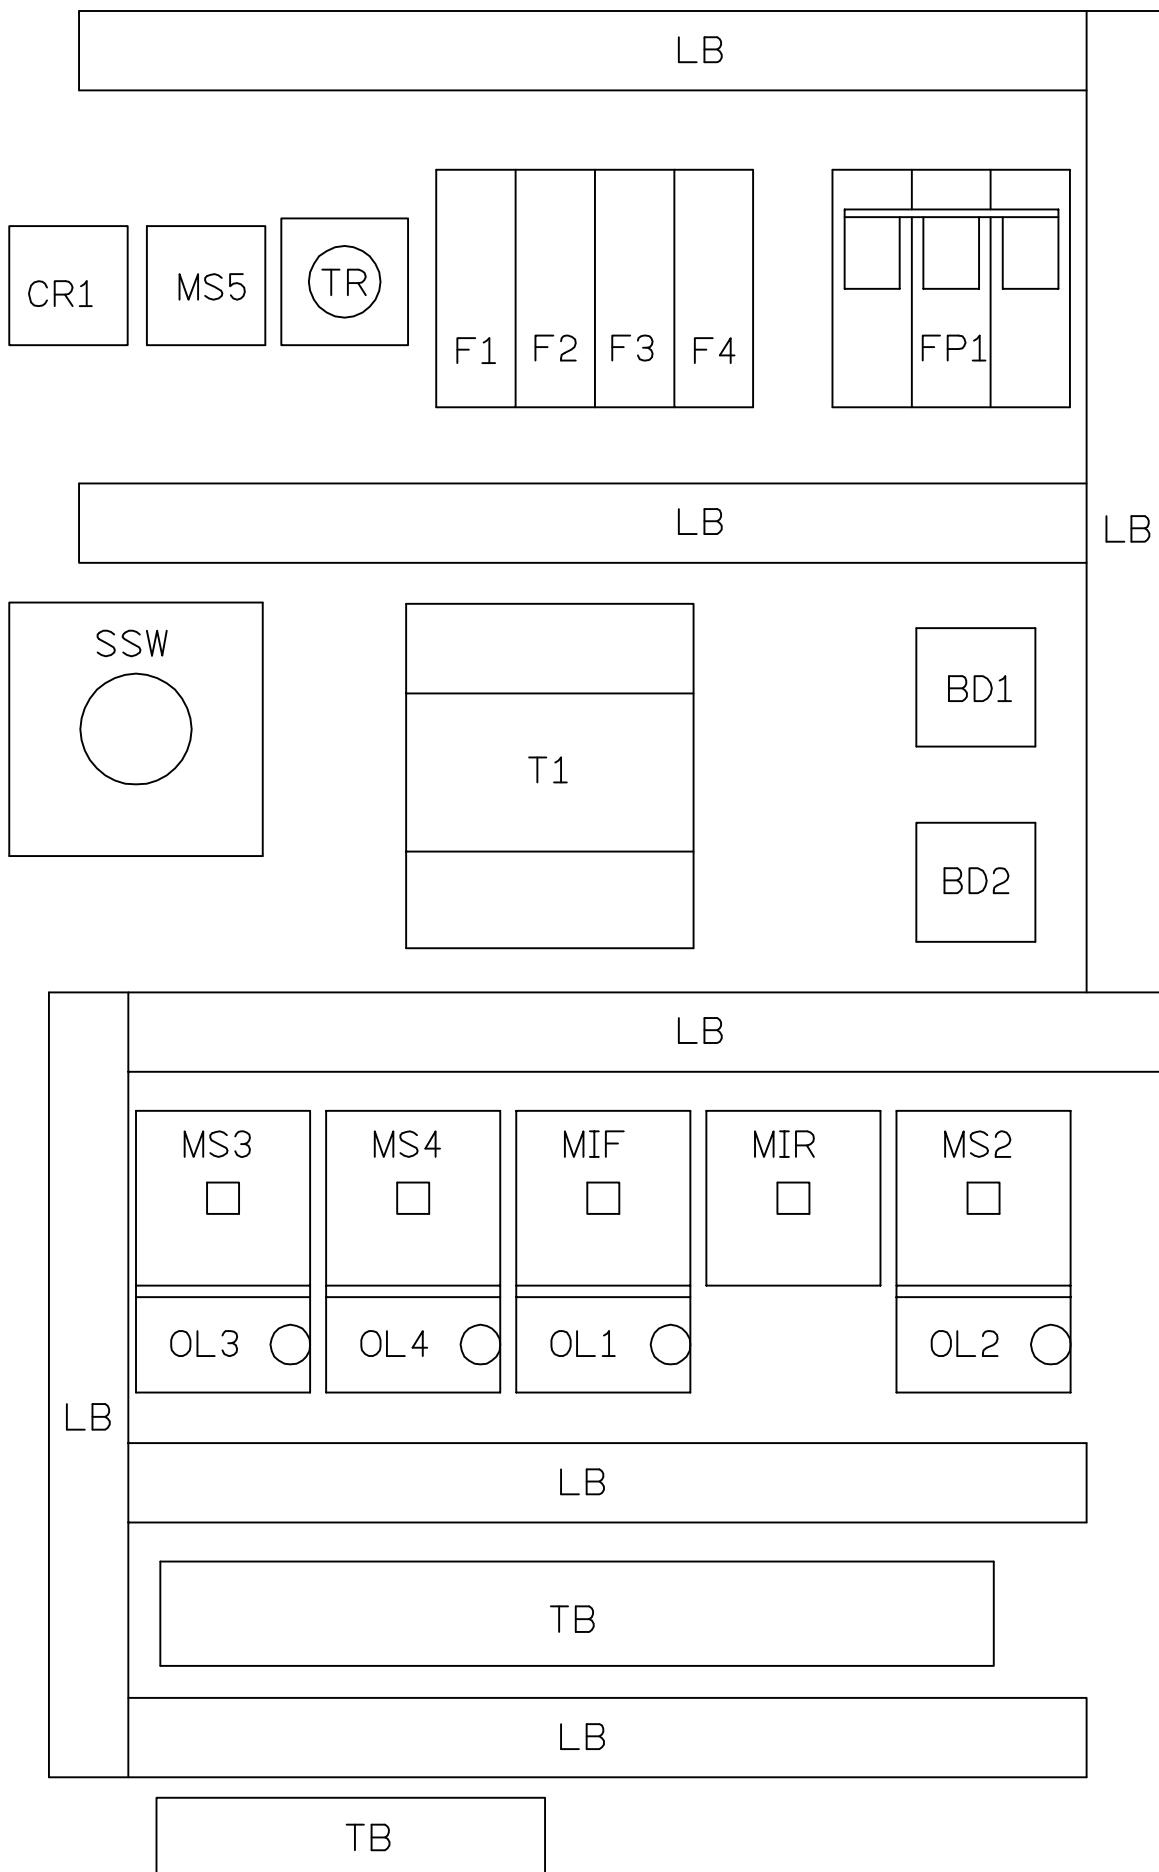 LB
CR1 MS5 TR F1 F2 F3 F4 FP1
LB
LB
SSW
T1
BD1
BD2
LB
MS3 MS4 MIF MIR MS2
OL3 OL4 OL1 OL2
LB
LB
TB
LB
TB